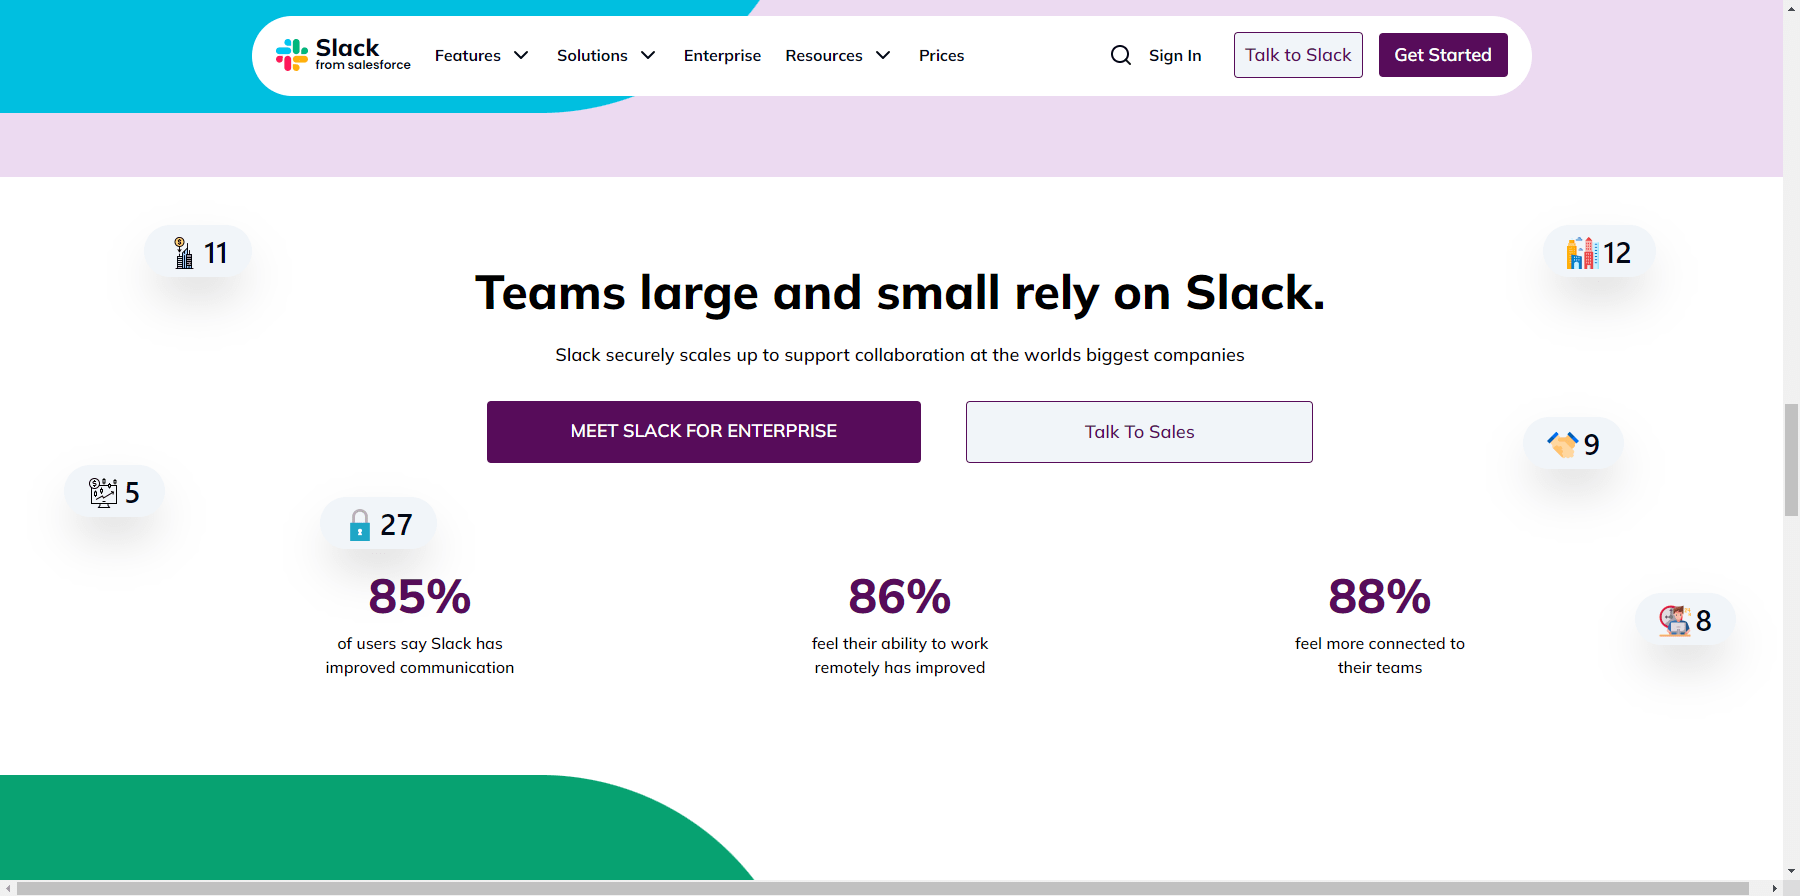 Slack
from salesforce
Features
Solutions
Enterprise
Resources
Prices
Sign In
Talk to Slack
Get Started
11
12
Teams large and small rely on Slack.
Slack securely scales up to support collaboration at the worlds biggest companies
MEET SLACK FOR ENTERPRISE
Talk To Sales
9
5
27
85%
of users say Slack has
improved communication
86%
feel their ability to work
remotely has improved
88%
feel more connected to
their teams
8